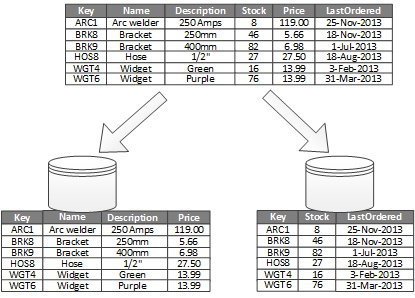 Key Name Description Stock Price LastOrdered
ARC1 Arc welder 250 Amps 8 119.00 25-Nov-2013
BRK8 Bracket 250mm 46 5.66 18-Nov-2013
BRK9 Bracket 400mm 82 6.98 1-Jul-2013
HOS8 Hose 1/2" 27 27.50 18-Aug-2013
WGT4 Widget Green 16 13.99 3-Feb-2013
WGT6 Widget Purple 76 13.99 31-Mar-2013
Key Name Description Price
ARC1 Arc welder 250 Amps 119.00
BRK8 Bracket 250mm 5.66
BRK9 Bracket 400mm 6.98
HOS8 Hose 1/2" 27.50
WGT4 Widget Green 13.99
WGT6 Widget Purple 13.99
Key Stock LastOrdered
ARC1 8 25-Nov-2013
BRK8 46 18-Nov-2013
BRK9 82 1-Jul-2013
HOS8 27 18-Aug-2013
WGT4 16 3-Feb-2013
WGT6 76 31-Mar-2013